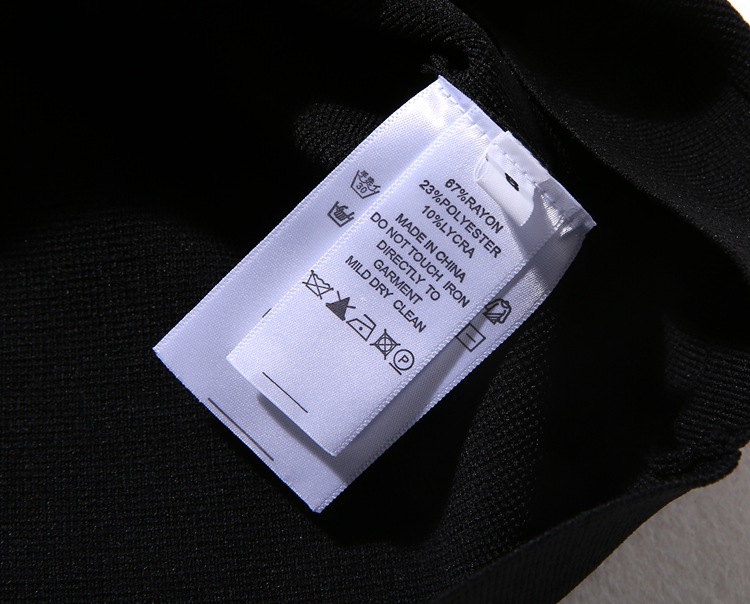 67%RAYON
23%POLYESTER
10%LYCRA
MADE IN CHINA
DO NOT TOUCH IRON
DIRECTLY TO
GARMENT
MILD DRY CLEAN
P
30